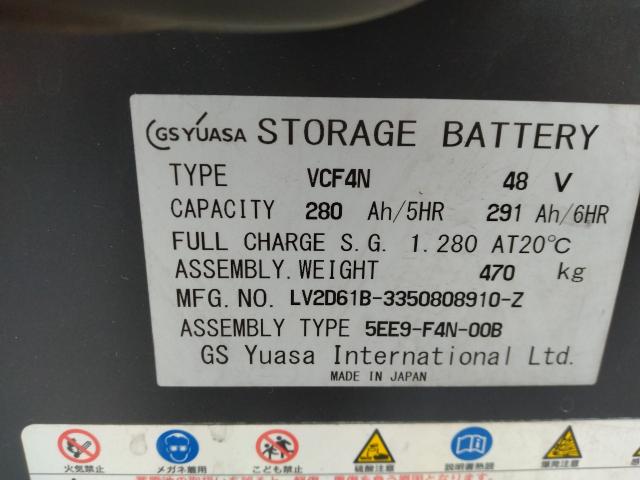 GS YUASA STORAGE BATTERY
TYPE VCF4N 48 V
CAPACITY 280 Ah/5HR 291 Ah/6HR
FULL CHARGE S.G. 1.280 AT20℃
ASSEMBLY.WEIGHT 470 kg
MFG.NO. LV2D61B-3350808910-Z
ASSEMBLY TYPE 5EE9-F4N-00B
GS Yuasa International Ltd.
MADE IN JAPAN
火気禁止 メガネ着用 こども禁止 硫酸注意 説明書熟読 爆発注意